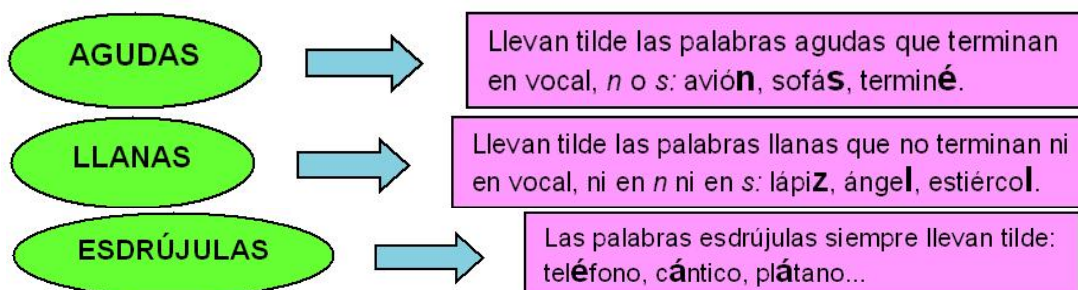 AGUDAS
Llevan tilde las palabras agudas que terminan
en vocal, n o s: avión, sofás, terminé.
LLANAS
Llevan tilde las palabras llanas que no terminan ni
en vocal, ni en n ni en s: lápiz, ángel, estiércol.
ESDRÚJULAS
Las palabras esdrújulas siempre llevan tilde:
teléfono, cántico, plátano...